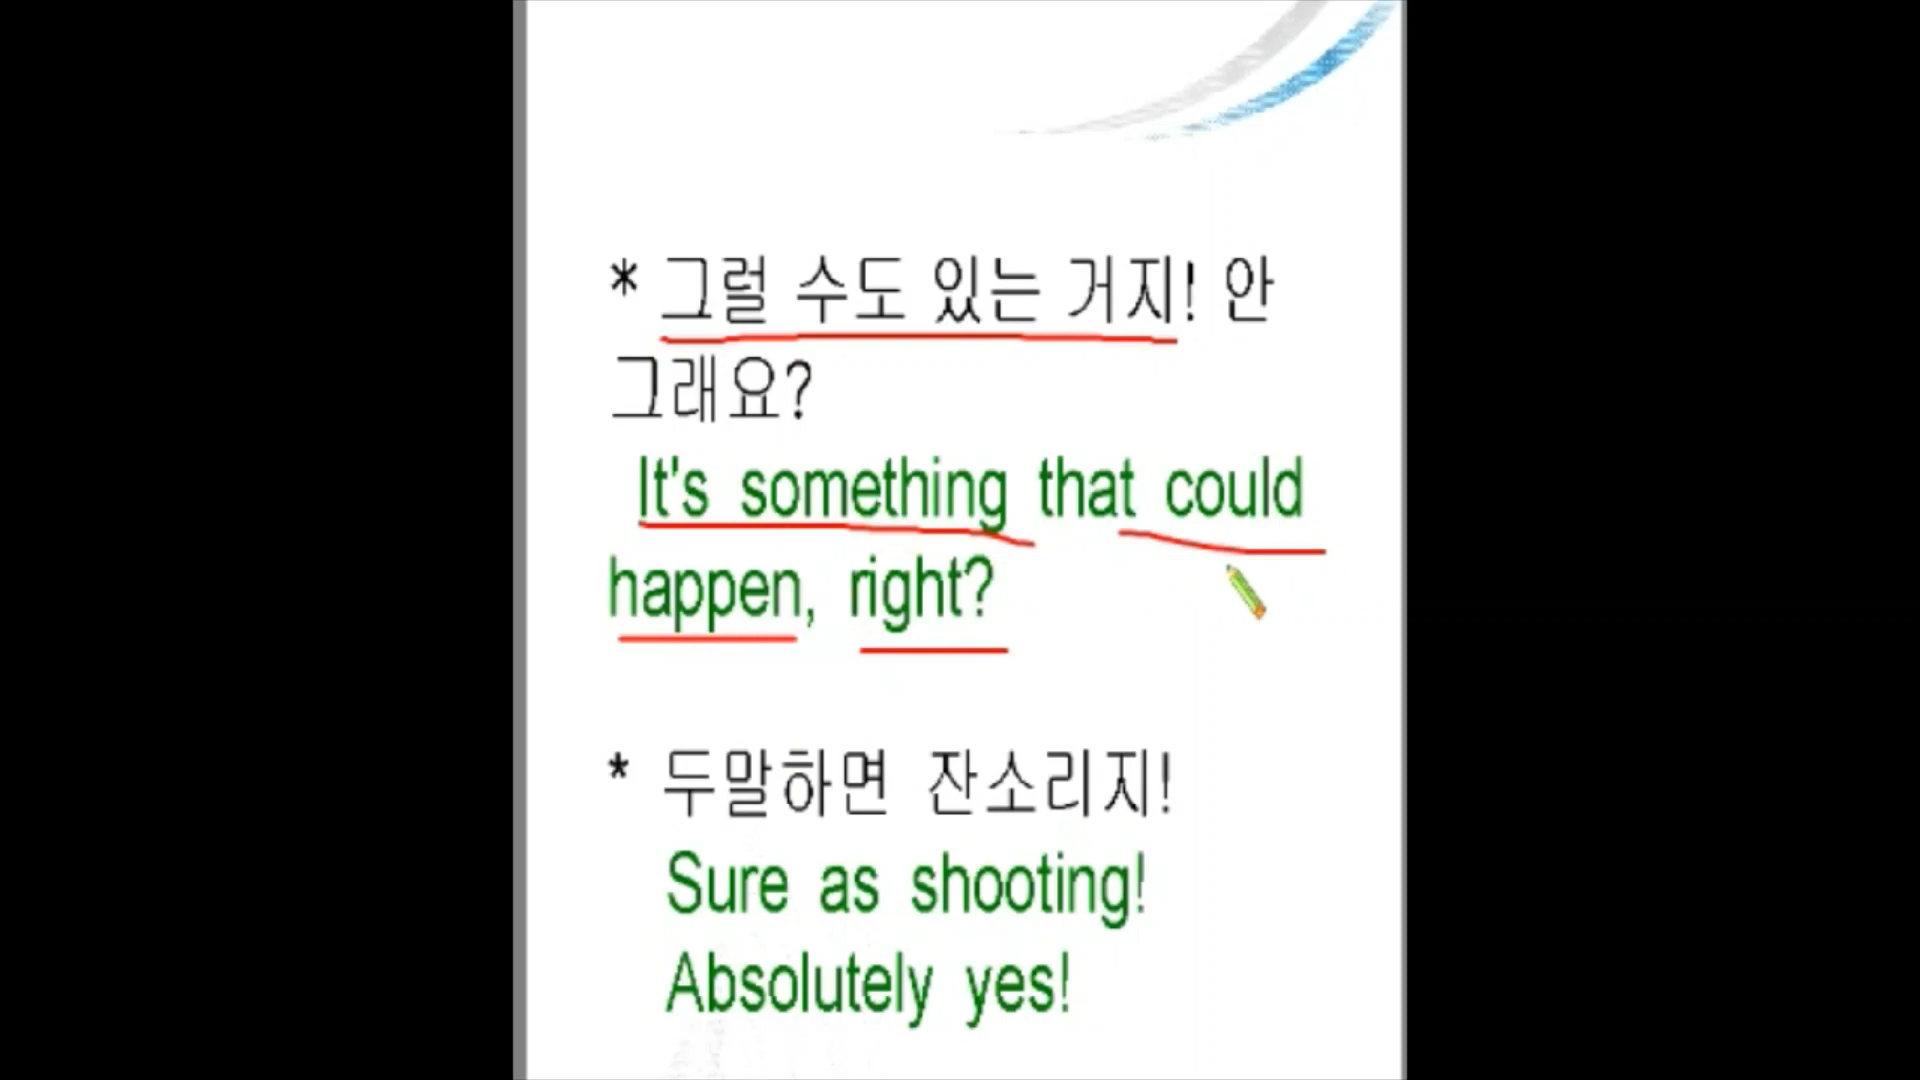 * 그럴 수도 있는 거지! 안
그래요?
It's something that could
happen, right?
* 두말하면 잔소리지!
Sure as shooting!
Absolutely yes!